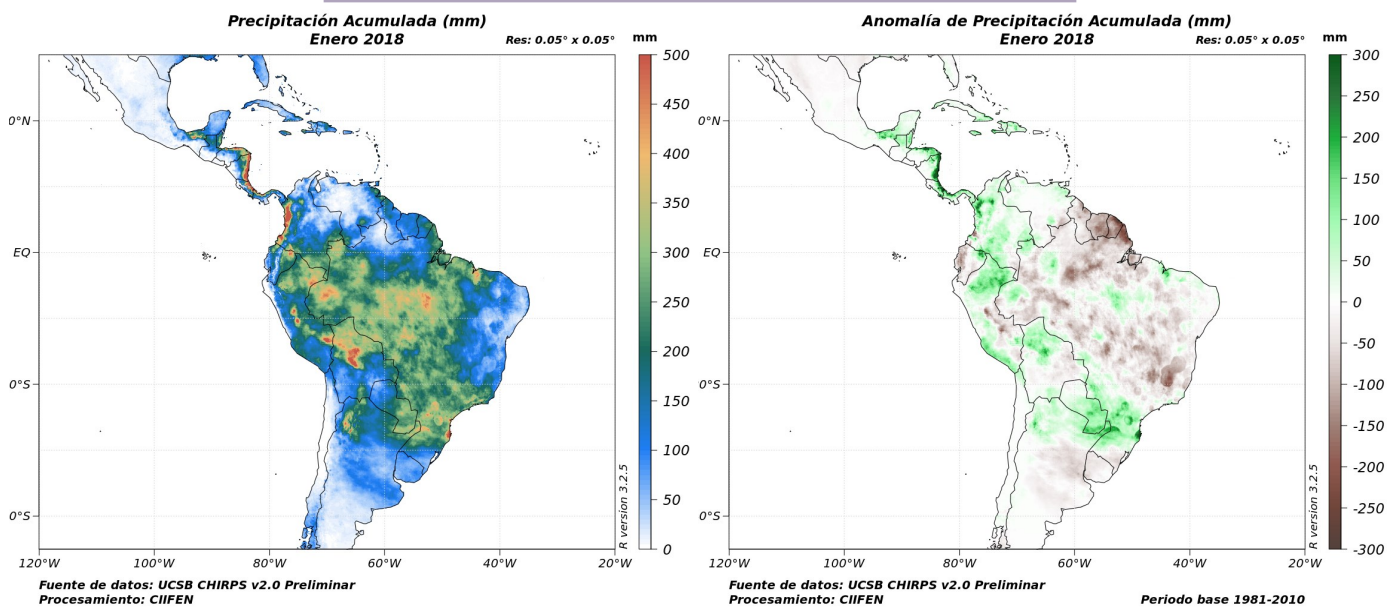 Precipitación Acumulada (mm)
Enero 2018
Res: 0.05° x 0.05°
mm
500
450
400
350
300
250
200
150
100
50
0
0°N
EQ
0°S
0°S
120°W
100°W
80°W
60°W
40°W
20°W
R version 3.2.5
Fuente de datos: UCSB CHIRPS v2.0 Preliminar
Procesamiento: CIIFEN
Anomalía de Precipitación Acumulada (mm)
Enero 2018
Res: 0.05° x 0.05°
mm
300
250
200
150
100
50
0
-50
-100
-150
-200
-250
-300
0°N
EQ
0°S
0°S
120°W
100°W
80°W
60°W
40°W
20°W
R version 3.2.5
Fuente de datos: UCSB CHIRPS v2.0 Preliminar
Procesamiento: CIIFEN
Periodo base 1981-2010